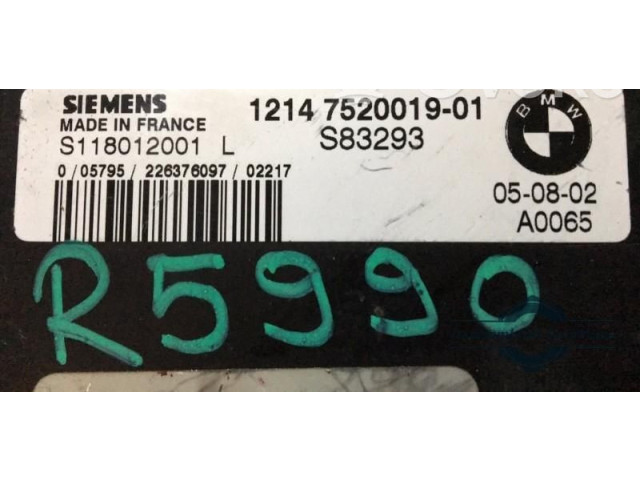 SIEMENS
MADE IN FRANCE
S118012001 L
0/05795/226376097/02217
1214 7520019-01
S83293
BMW
05-08-02
A0065
R5990